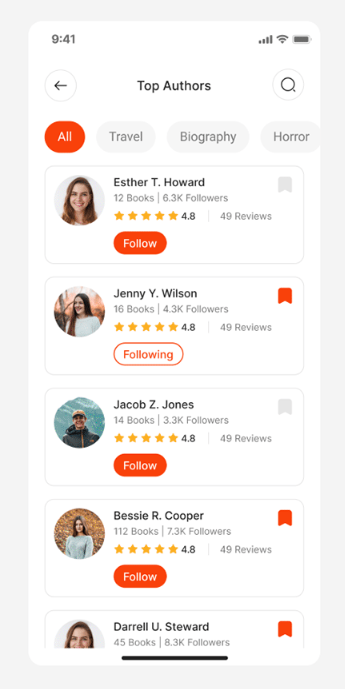 9:41
Top Authors
All Travel Biography Horror
Esther T. Howard
12 Books | 6.3K Followers
4.8 | 49 Reviews
Follow
Jenny Y. Wilson
16 Books | 4.3K Followers
4.8 | 49 Reviews
Following
Jacob Z. Jones
14 Books | 3.3K Followers
4.8 | 49 Reviews
Follow
Bessie R. Cooper
112 Books | 7.3K Followers
4.8 | 49 Reviews
Follow
Darrell U. Steward
45 Books | 8.3K Followers